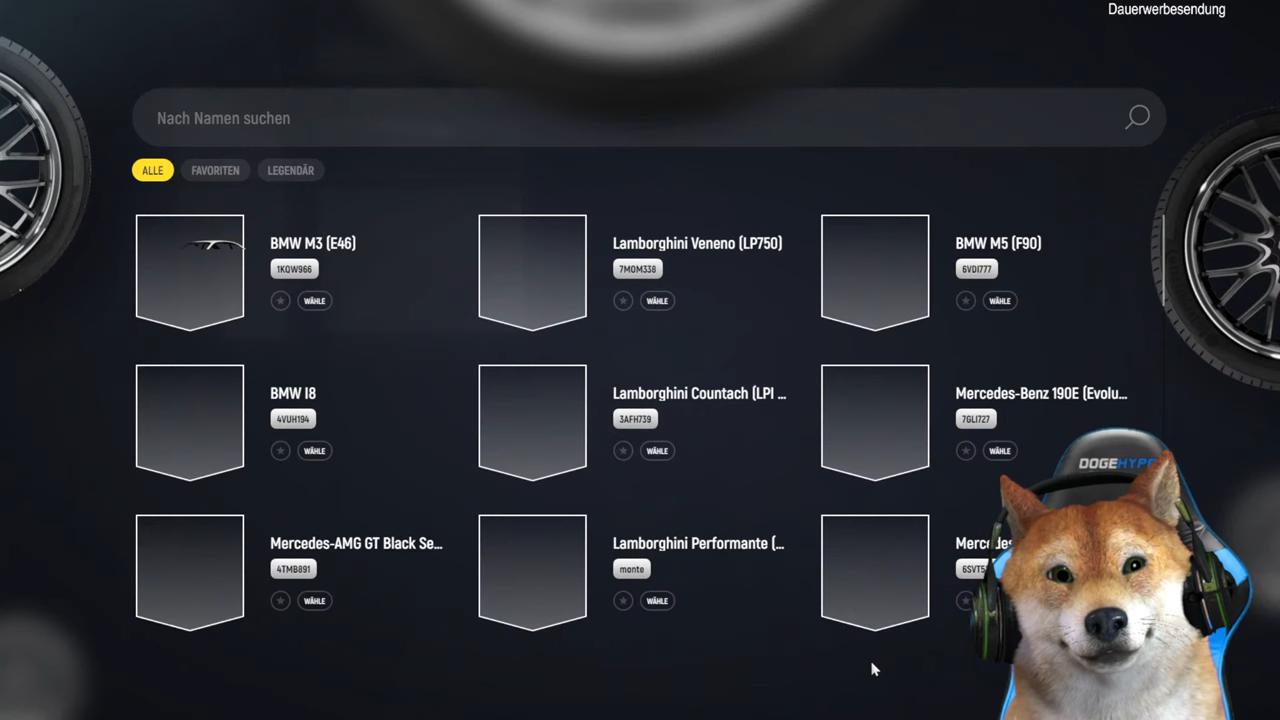 Dauerwerbesendung
Nach Namen suchen
ALLE FAVORITEN LEGENDÄR
BMW M3 (E46)
1KQW966
WÄHLE
Lamborghini Veneno (LP750)
7MOM338
WÄHLE
BMW M5 (F90)
6VDI777
WÄHLE
BMW I8
4VUH194
WÄHLE
Lamborghini Countach (LPI ...
3AFH739
WÄHLE
Mercedes-Benz 190E (Evolu...
7GLI727
WÄHLE
Mercedes-AMG GT Black Se...
4TMB891
WÄHLE
Lamborghini Performante (...
monte
WÄHLE
DOGEHYPE